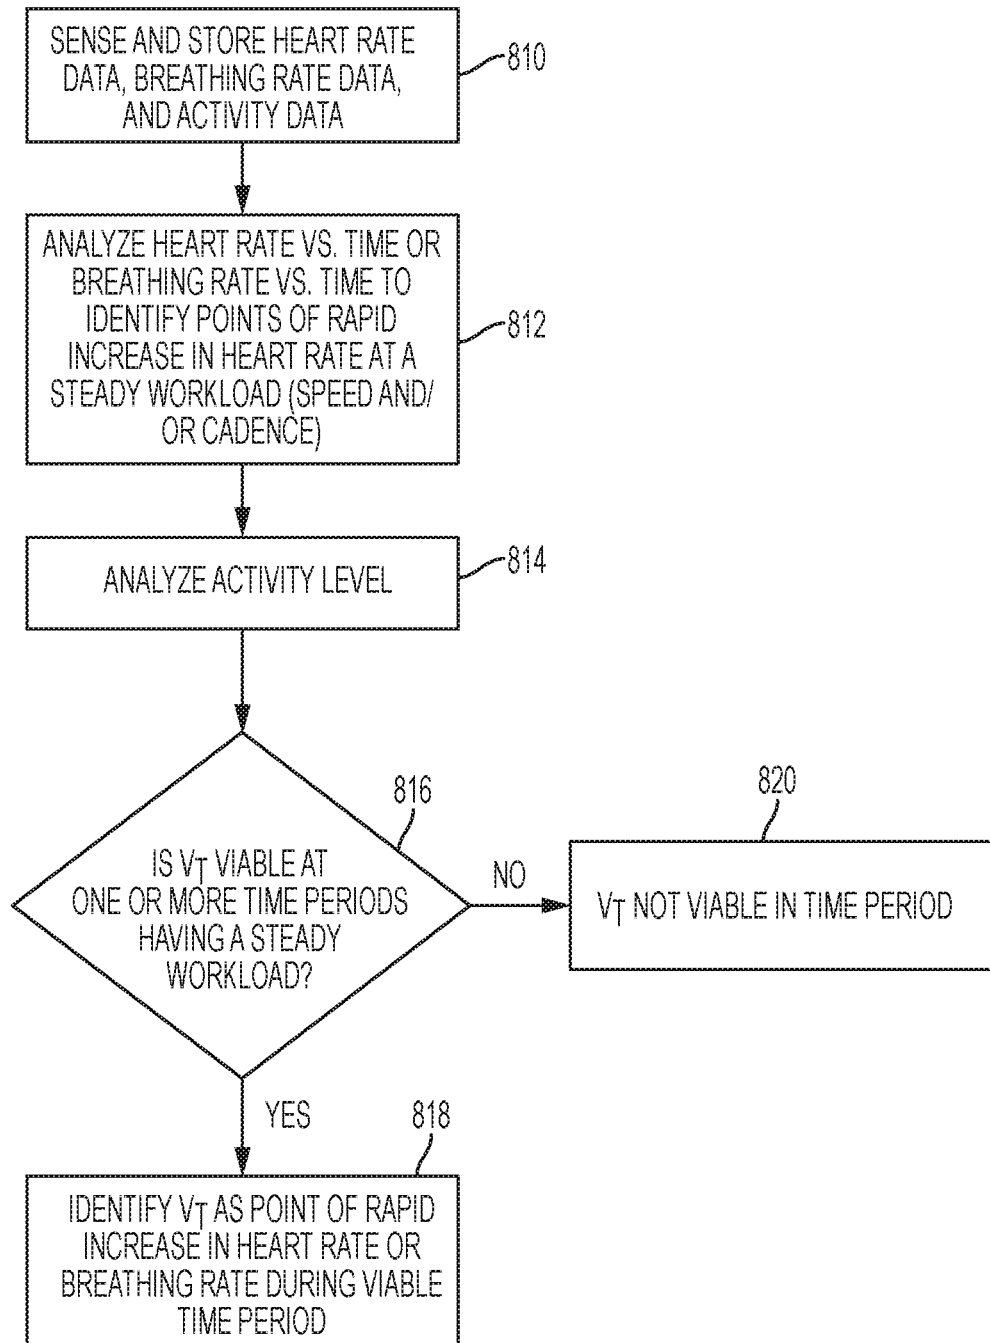 SENSE AND STORE HEART RATE
DATA, BREATHING RATE DATA,
AND ACTIVITY DATA
810
ANALYZE HEART RATE VS. TIME OR
BREATHING RATE VS. TIME TO
IDENTIFY POINTS OF RAPID
INCREASE IN HEART RATE AT A
STEADY WORKLOAD (SPEED AND/
OR CADENCE)
812
ANALYZE ACTIVITY LEVEL
814
816
IS VT VIABLE AT
ONE OR MORE TIME PERIODS
HAVING A STEADY
WORKLOAD?
NO
820
VT NOT VIABLE IN TIME PERIOD
YES
818
IDENTIFY VT AS POINT OF RAPID
INCREASE IN HEART RATE OR
BREATHING RATE DURING VIABLE
TIME PERIOD